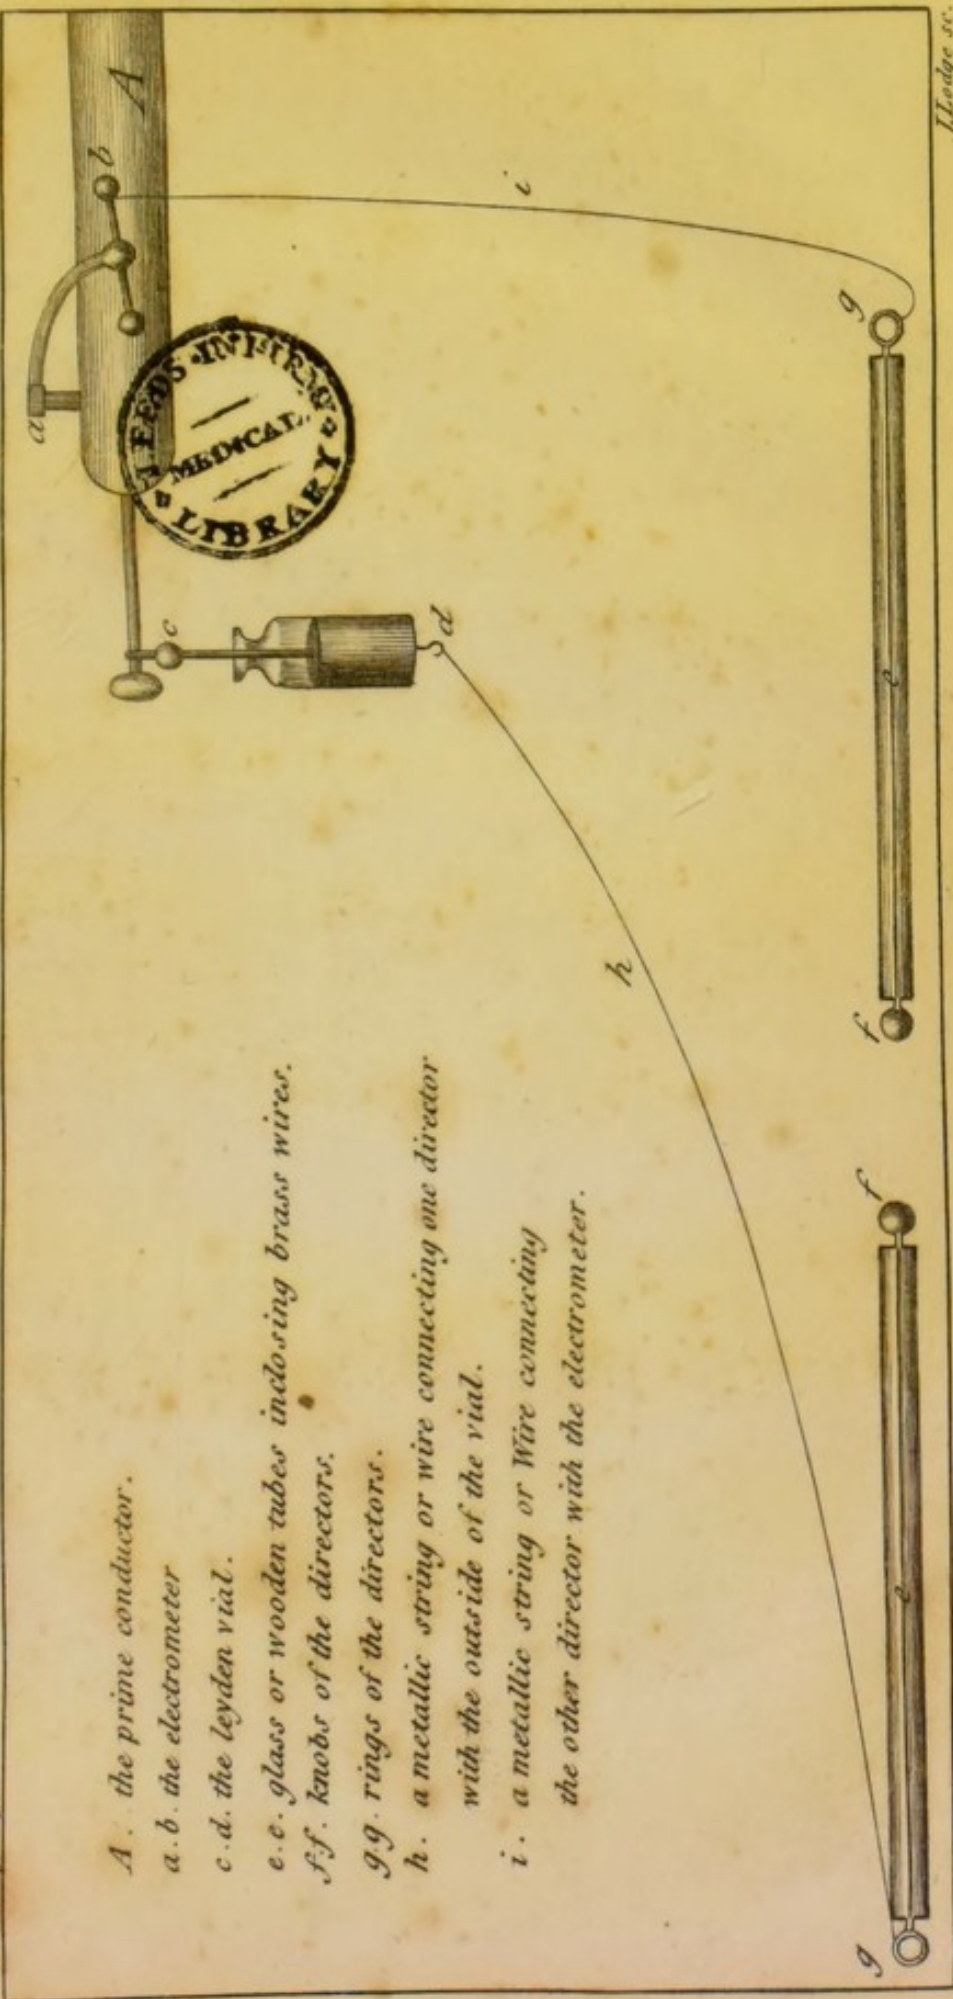 A. the prime conductor.
a.b. the electrometer
c.d. the leyden vial.
e.e. glass or wooden tubes inclosing brass wires.
f.f. knobs of the directors.
g.g. rings of the directors.
h. a metallic string or wire connecting one director
with the outside of the vial.
i. a metallic string or Wire connecting
the other director with the electrometer.
A
a
b
c
d
i
h
g
e
f
f
e
g
LEEDS INFIRMY
MEDICAL
LIBRARY
J. Lodge sc.